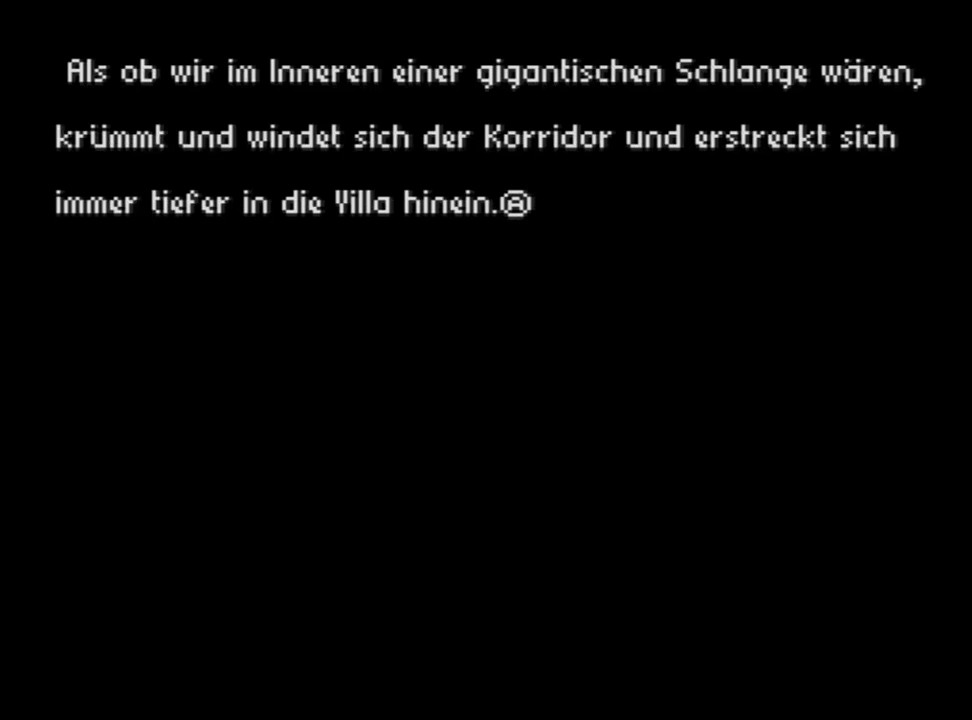 Als ob wir im Inneren einer gigantischen Schlange wären,
krümmt und windet sich der Korridor und erstreckt sich
immer tiefer in die Villa hinein.Ⓐ